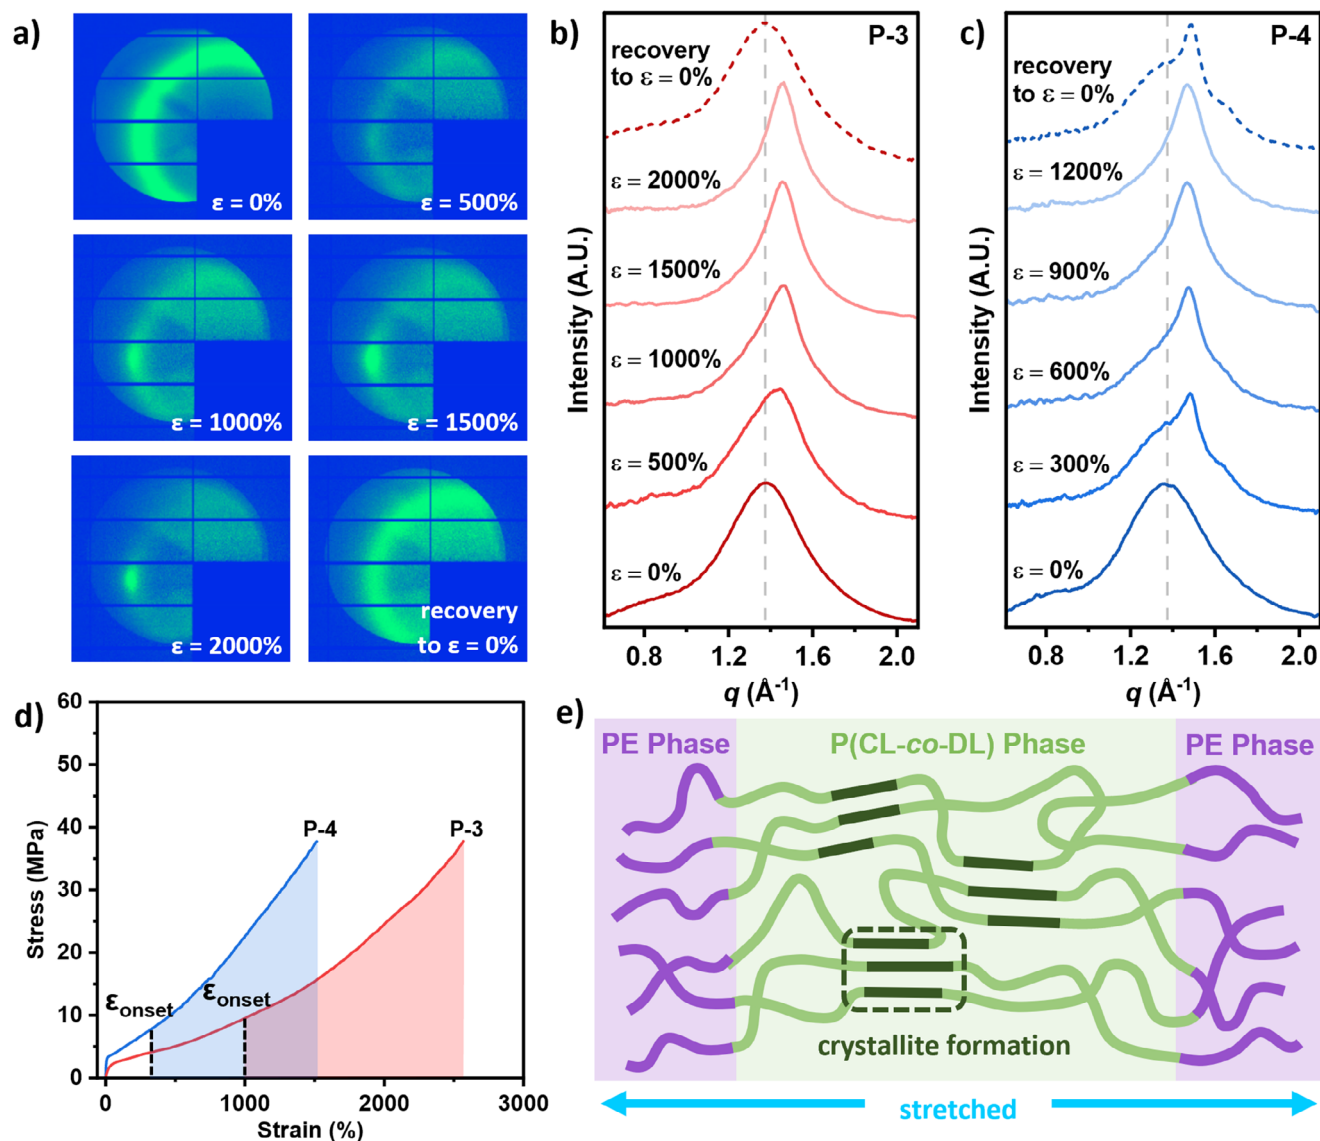 a)
ε = 0%
ε = 500%
ε = 1000%
ε = 1500%
ε = 2000%
recovery
to ε = 0%
b)
P-3
recovery
to ε = 0%
ε = 2000%
ε = 1500%
ε = 1000%
ε = 500%
ε = 0%
Intensity (A.U.)
0.8 1.2 1.6 2.0
q (Å⁻¹)
c)
P-4
recovery
to ε = 0%
ε = 1200%
ε = 900%
ε = 600%
ε = 300%
ε = 0%
Intensity (A.U.)
0.8 1.2 1.6 2.0
q (Å⁻¹)
d)
60
50
40
30
20
10
0
Stress (MPa)
P-4
P-3
εonset
εonset
0 1000 2000 3000
Strain (%)
e)
PE Phase
P(CL-co-DL) Phase
PE Phase
crystallite formation
stretched